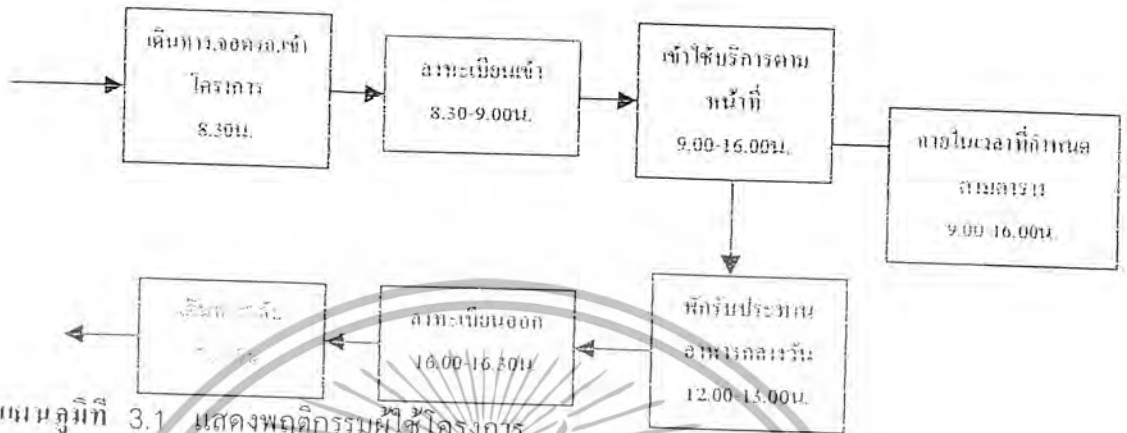 เดินทาง,จอดรถ,เข้า
โครงการ
8.30น.
ลงทะเบียนเข้า
8.30-9.00น.
เข้าใช้บริการตาม
หน้าที่
9.00-16.00น.
ภายในเวลาที่กำหนด
ตามตาราง
9.00-16.00น.
พักรับประทาน
อาหารกลางวัน
12.00-13.00น.
ลงทะเบียนออก
16.00-16.30น.
แผนภูมิที่ 3.1 แสดงพฤติกรรมผู้ใช้โครงการ